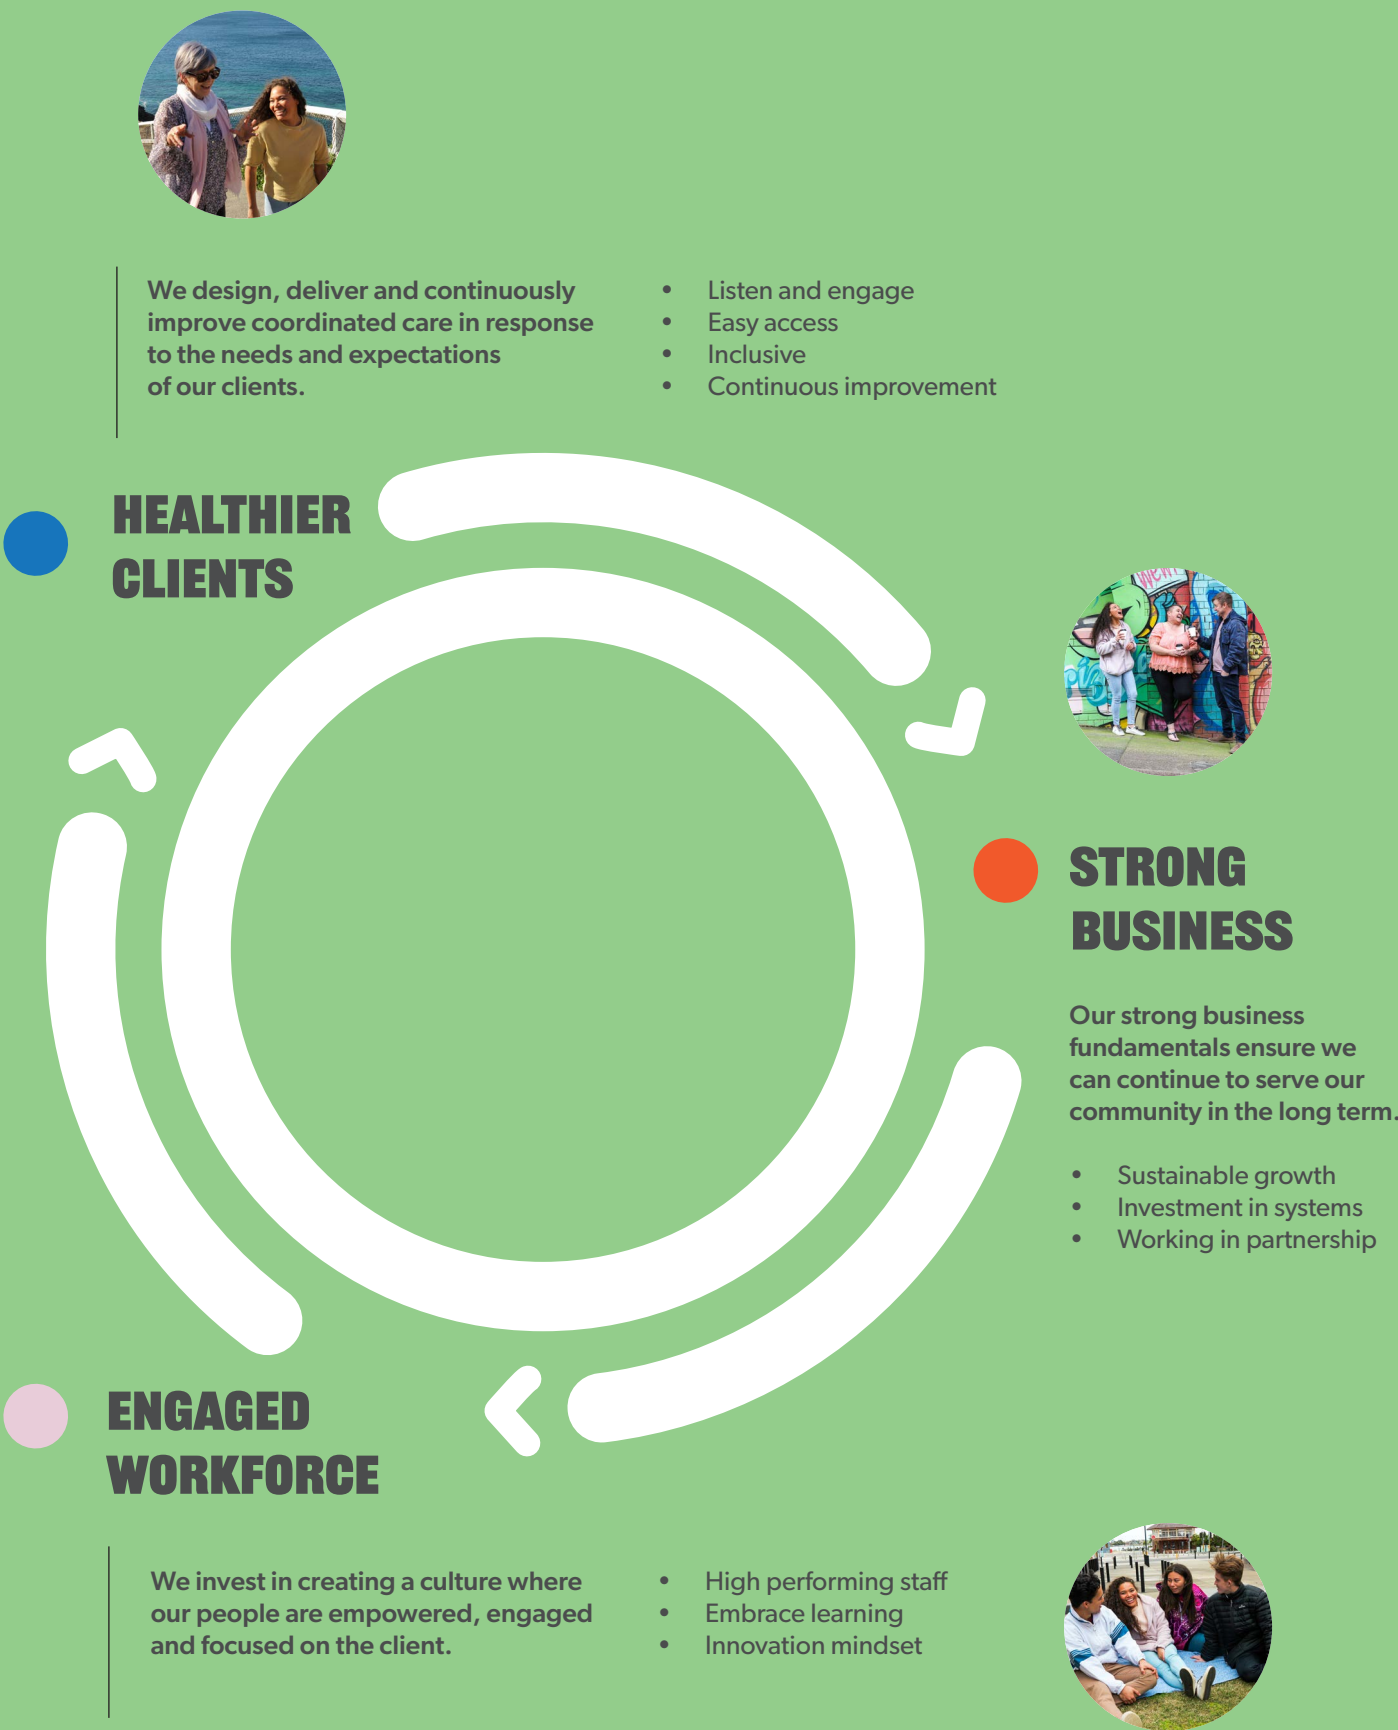 We design, deliver and continuously
improve coordinated care in response
to the needs and expectations
of our clients.
• Listen and engage
• Easy access
• Inclusive
• Continuous improvement
HEALTHIER
CLIENTS
STRONG
BUSINESS
Our strong business
fundamentals ensure we
can continue to serve our
community in the long term.
• Sustainable growth
• Investment in systems
• Working in partnership
ENGAGED
WORKFORCE
We invest in creating a culture where
our people are empowered, engaged
and focused on the client.
• High performing staff
• Embrace learning
• Innovation mindset